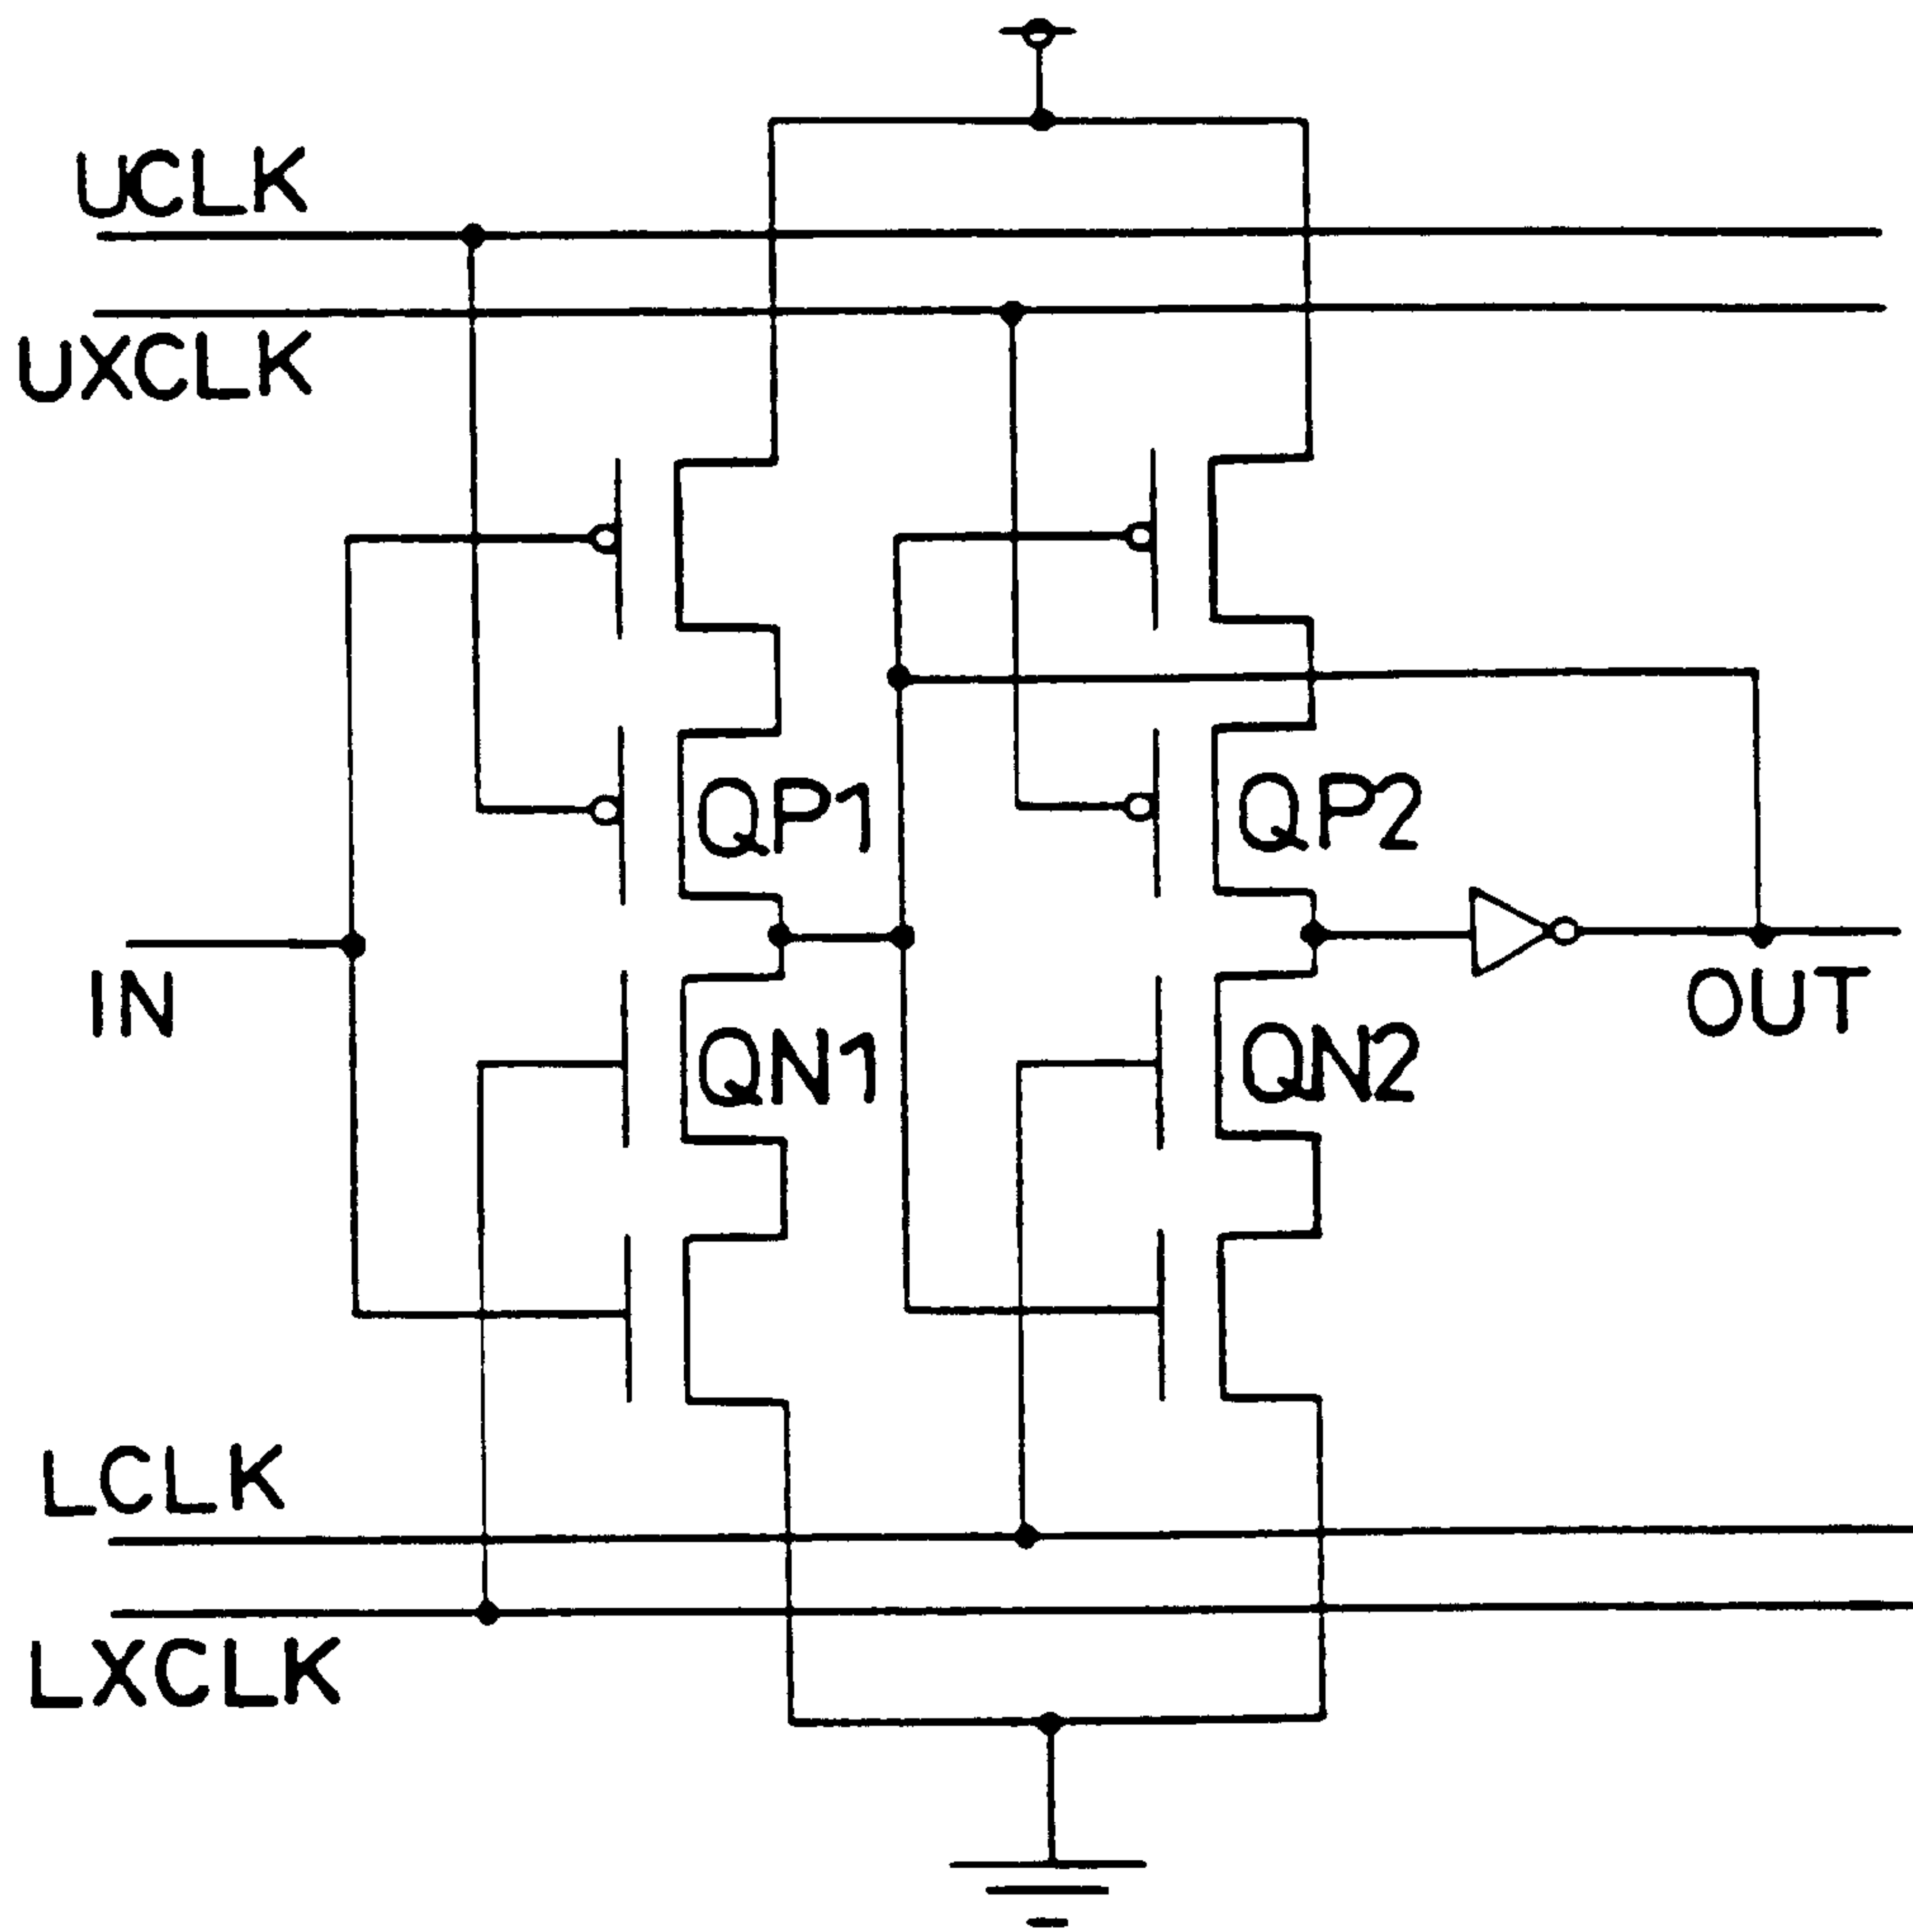 UCLK
UXCLK
QP1
QP2
IN
OUT
QN1
QN2
LCLK
LXCLK